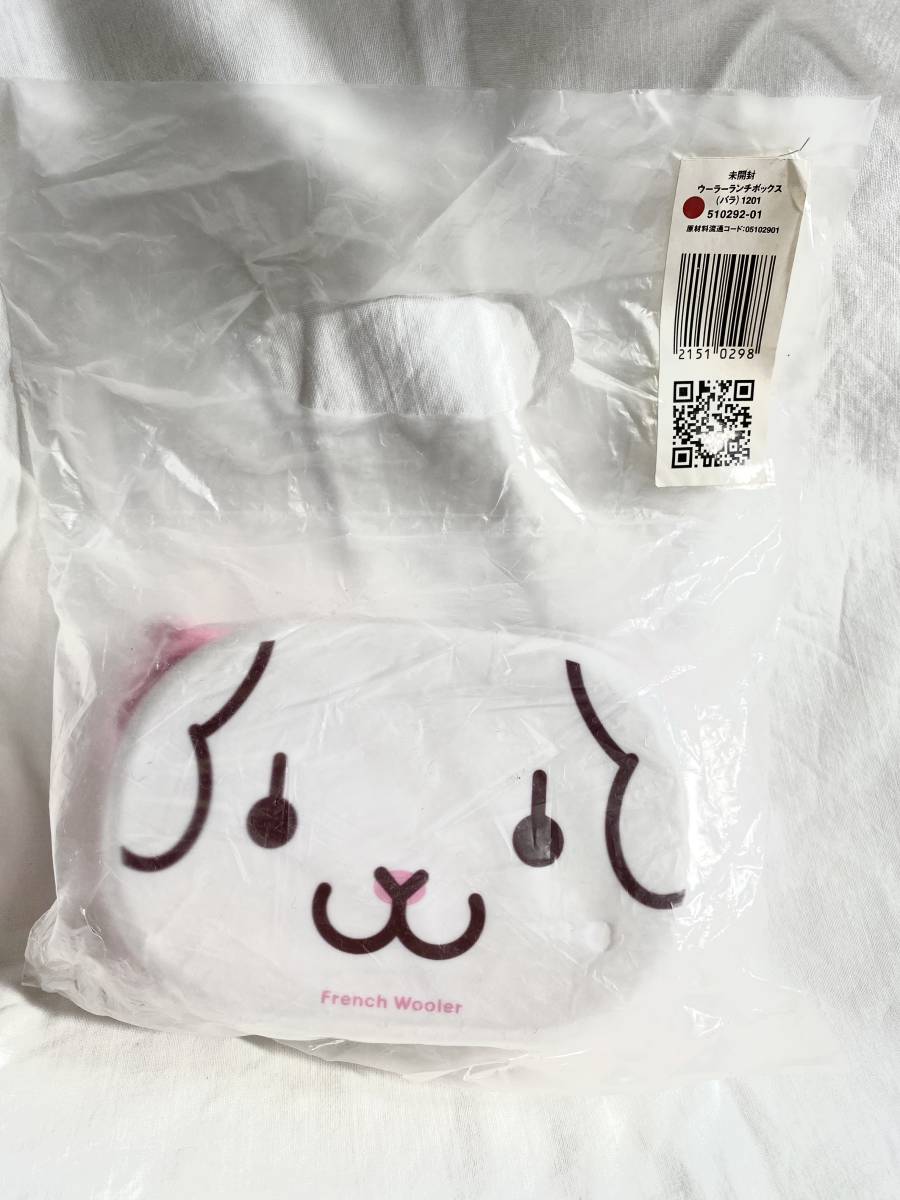 未開封
ウーラーランチボックス
(バラ)1201
510292-01
原材料流通コード:05102901
2151 0298
French Wooler